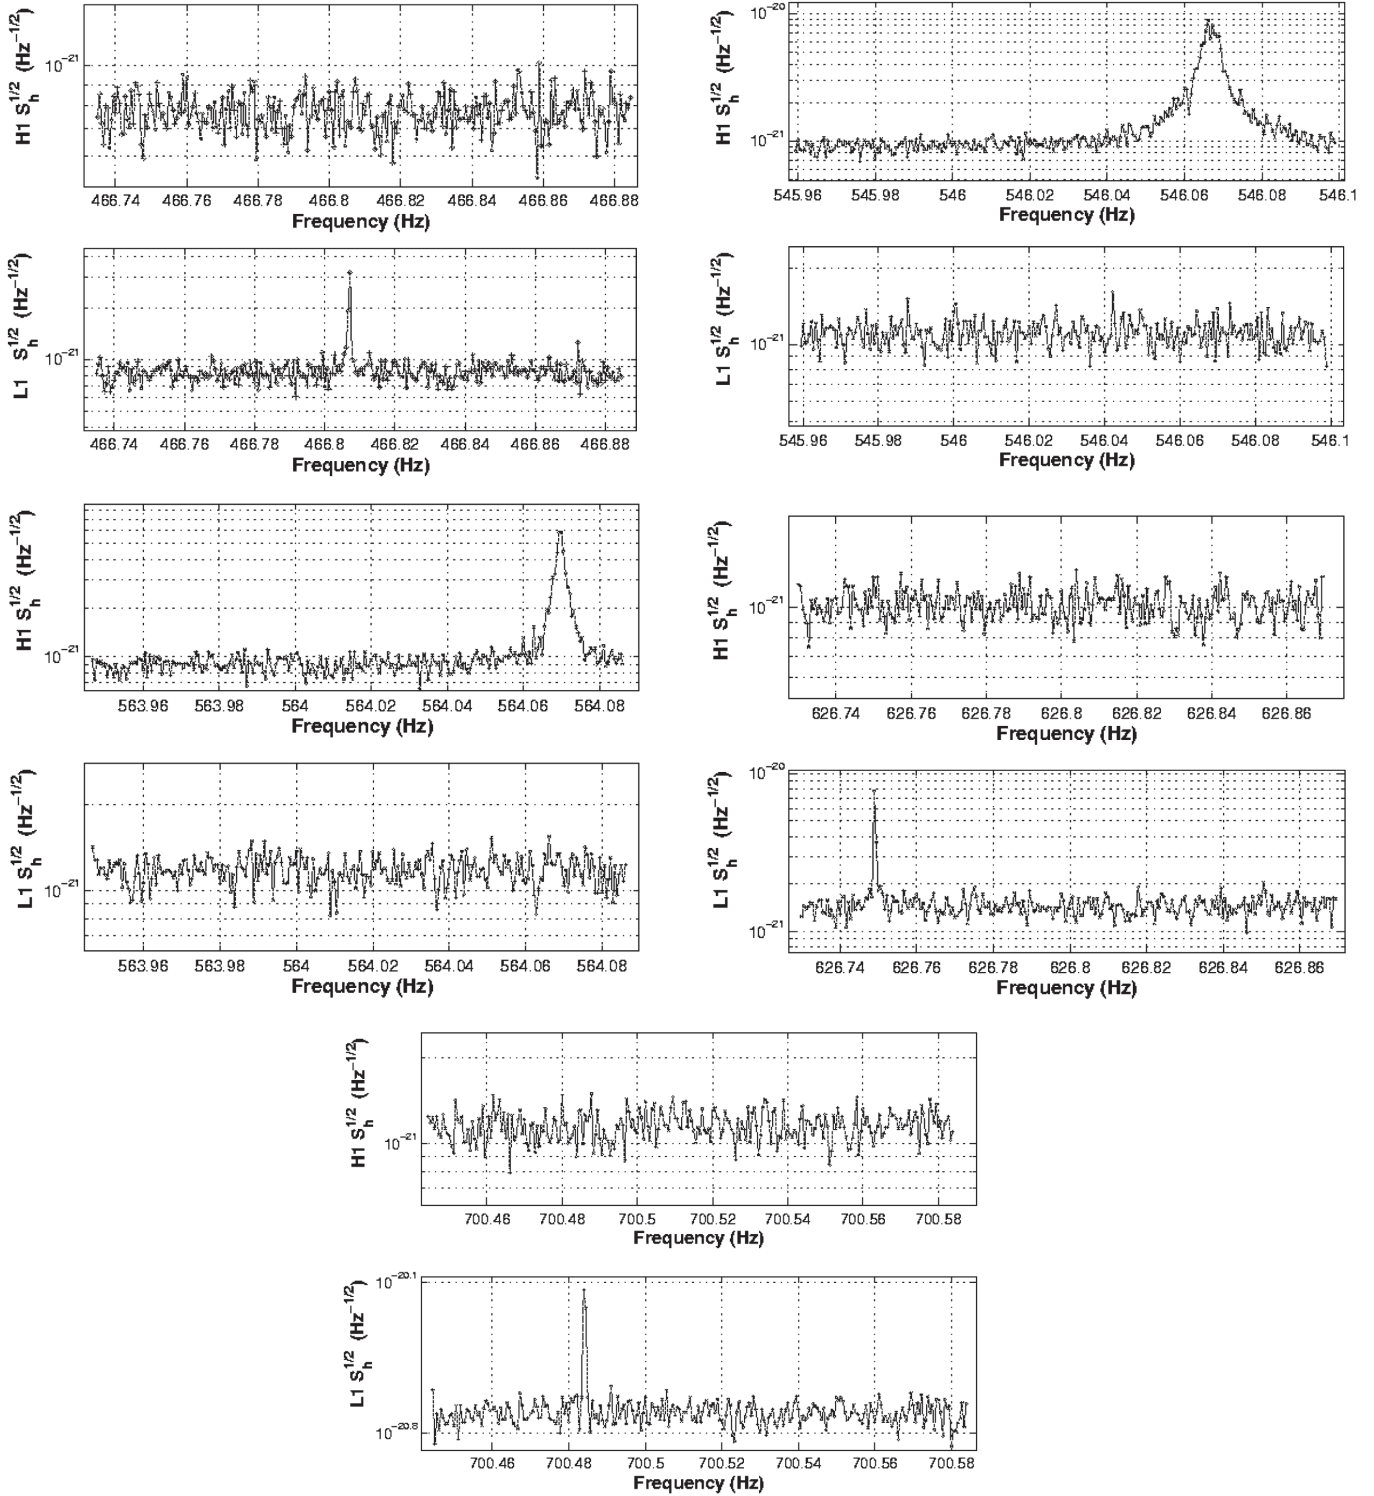 H1 S_h^1/2 (Hz^-1/2)
10^-21
466.74 466.76 466.78 466.8 466.82 466.84 466.86 466.88
Frequency (Hz)
H1 S_h^1/2 (Hz^-1/2)
10^-20
10^-21
545.96 545.98 546 546.02 546.04 546.06 546.08 546.1
Frequency (Hz)
L1 S_h^1/2 (Hz^-1/2)
10^-21
466.74 466.76 466.78 466.8 466.82 466.84 466.86 466.88
Frequency (Hz)
L1 S_h^1/2 (Hz^-1/2)
10^-21
545.96 545.98 546 546.02 546.04 546.06 546.08 546.1
Frequency (Hz)
H1 S_h^1/2 (Hz^-1/2)
10^-21
563.96 563.98 564 564.02 564.04 564.06 564.08
Frequency (Hz)
H1 S_h^1/2 (Hz^-1/2)
10^-21
626.74 626.76 626.78 626.8 626.82 626.84 626.86
Frequency (Hz)
L1 S_h^1/2 (Hz^-1/2)
10^-21
563.96 563.98 564 564.02 564.04 564.06 564.08
Frequency (Hz)
L1 S_h^1/2 (Hz^-1/2)
10^-20
10^-21
626.74 626.76 626.78 626.8 626.82 626.84 626.86
Frequency (Hz)
H1 S_h^1/2 (Hz^-1/2)
10^-21
700.46 700.48 700.5 700.52 700.54 700.56 700.58
Frequency (Hz)
L1 S_h^1/2 (Hz^-1/2)
10^-20.1
10^-20.8
700.46 700.48 700.5 700.52 700.54 700.56 700.58
Frequency (Hz)